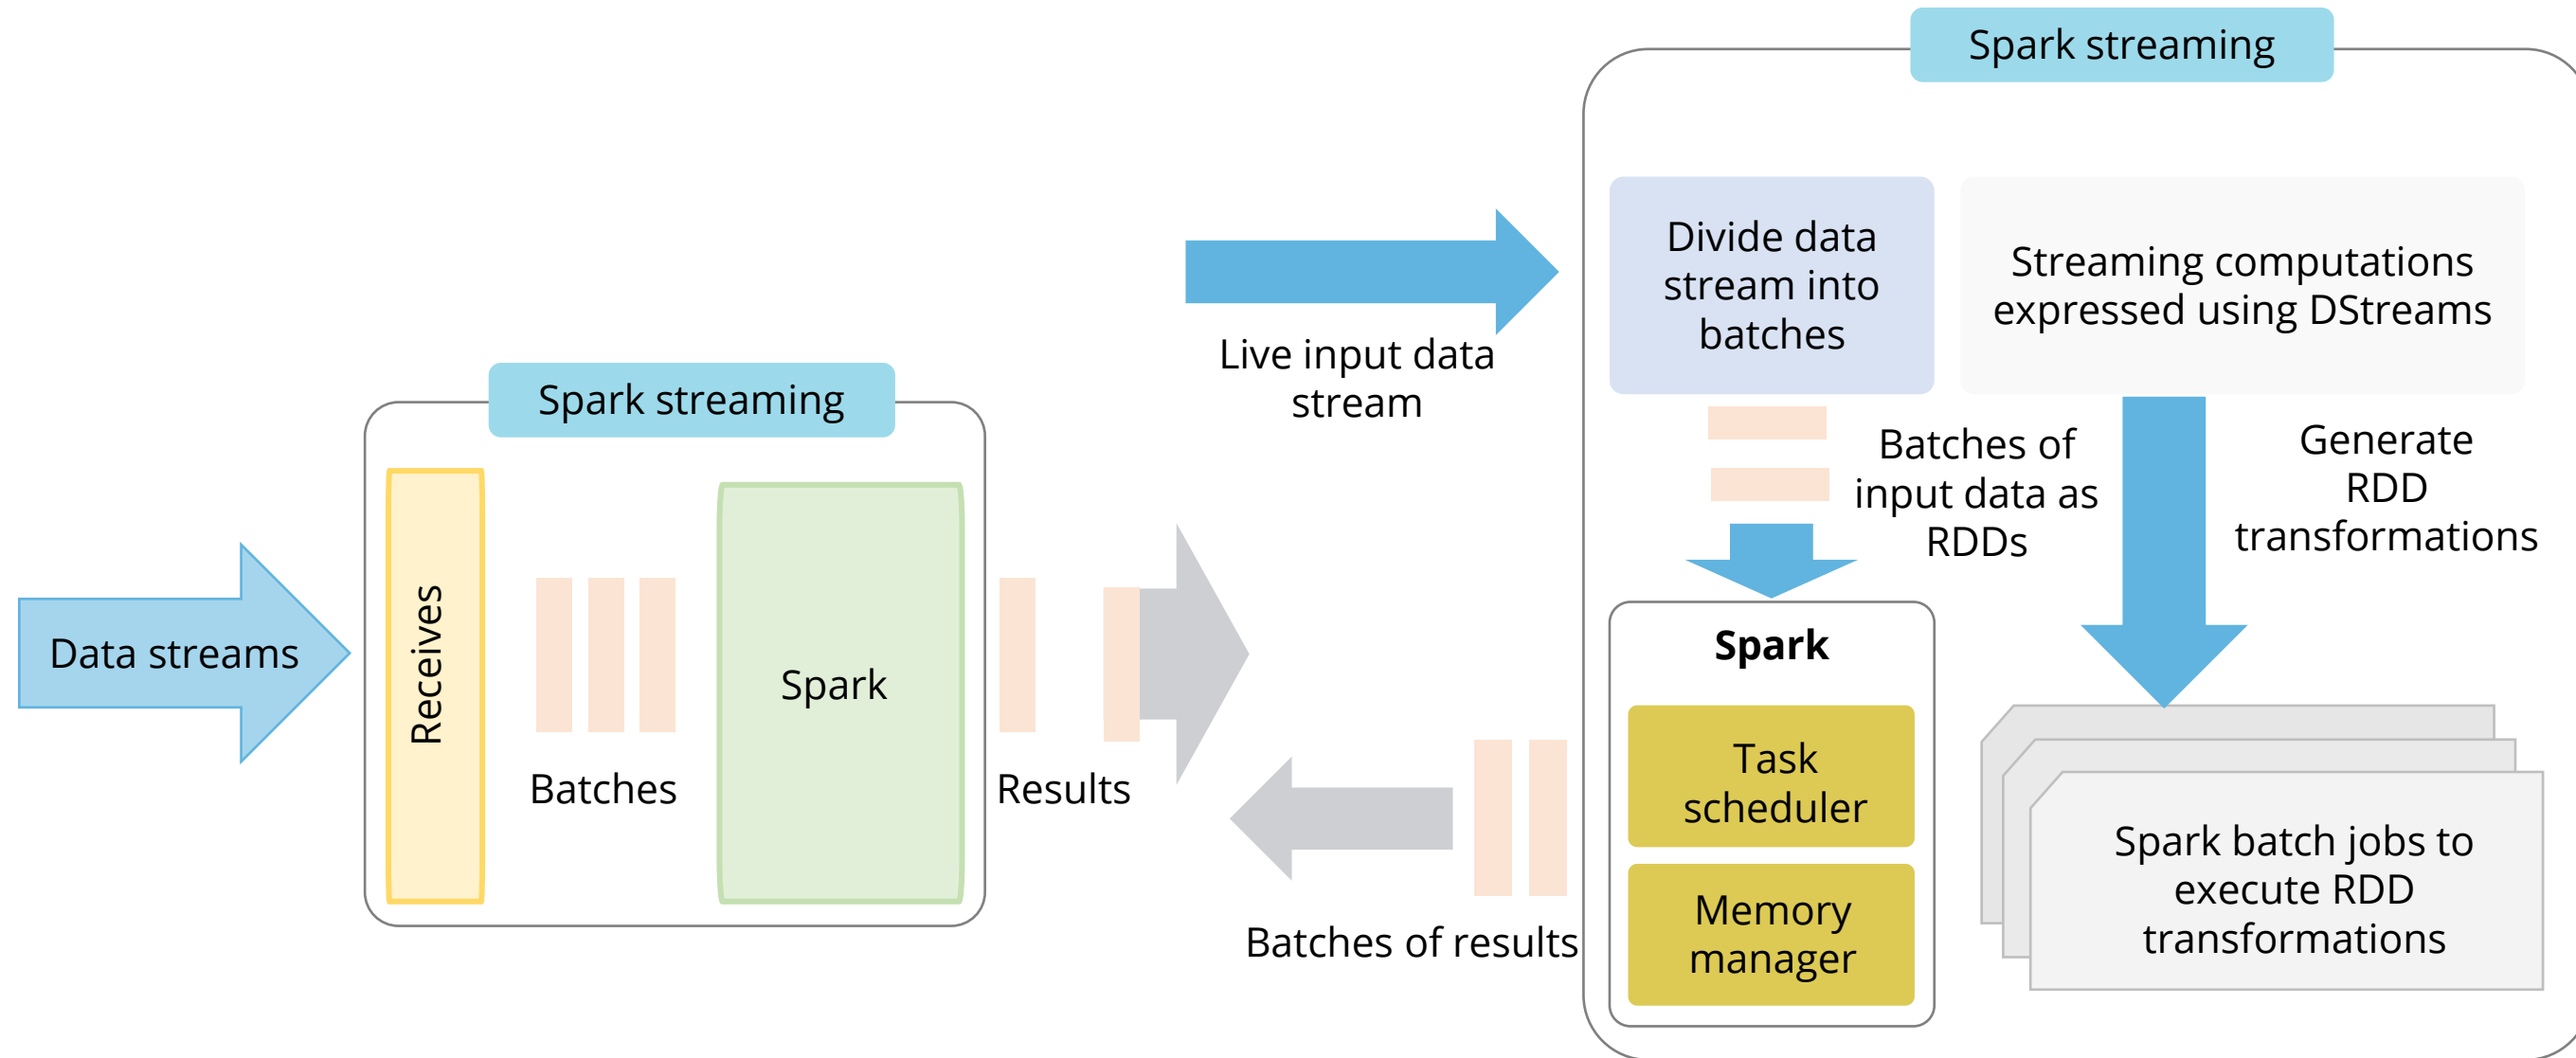 Data streams
Spark streaming
Receives
Batches
Spark
Results
Live input data
stream
Batches of results
Spark streaming
Divide data
stream into
batches
Streaming computations
expressed using DStreams
Batches of
input data as
RDDs
Generate
RDD
transformations
Spark
Task
scheduler
Memory
manager
Spark batch jobs to
execute RDD
transformations